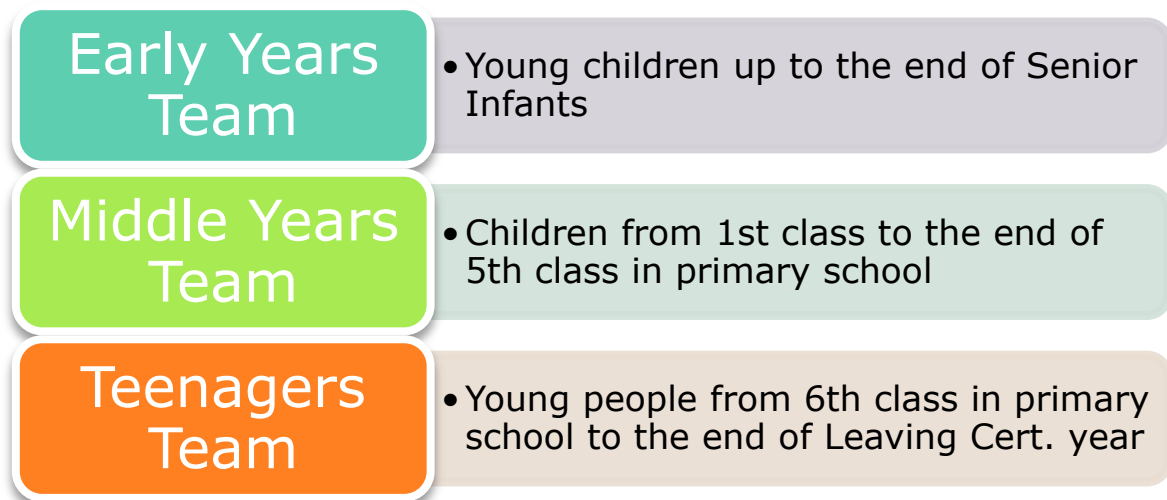 Early Years
Team
• Young children up to the end of Senior
Infants
Middle Years
Team
• Children from 1st class to the end of
5th class in primary school
Teenagers
Team
• Young people from 6th class in primary
school to the end of Leaving Cert. year